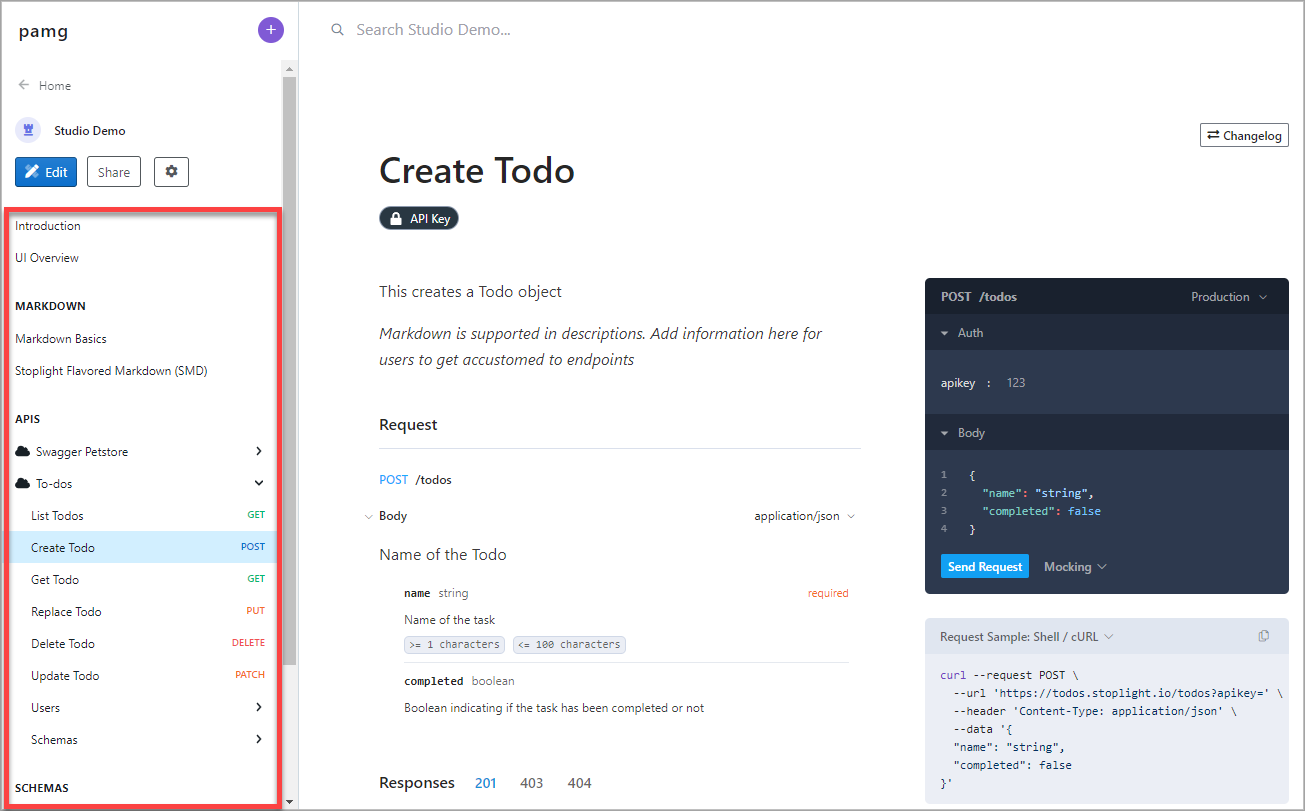 pamg
+
Search Studio Demo...
Home
Studio Demo
Edit
Share
Introduction
UI Overview
MARKDOWN
Markdown Basics
Stoplight Flavored Markdown (SMD)
APIS
Swagger Petstore
To-dos
List Todos GET
Create Todo POST
Get Todo GET
Replace Todo PUT
Delete Todo DELETE
Update Todo PATCH
Users
Schemas
SCHEMAS
Changelog
Create Todo
API Key
This creates a Todo object
Markdown is supported in descriptions. Add information here for
users to get accustomed to endpoints
Request
POST /todos
Body application/json
Name of the Todo
name string required
Name of the task
>= 1 characters <= 100 characters
completed boolean
Boolean indicating if the task has been completed or not
Responses 201 403 404
POST /todos Production
Auth
apikey : 123
Body
1 {
2 "name": "string",
3 "completed": false
4 }
Send Request Mocking
Request Sample: Shell / cURL
curl --request POST \
--url 'https://todos.stoplight.io/todos?apikey=' \
--header 'Content-Type: application/json' \
--data '{
"name": "string",
"completed": false
}'